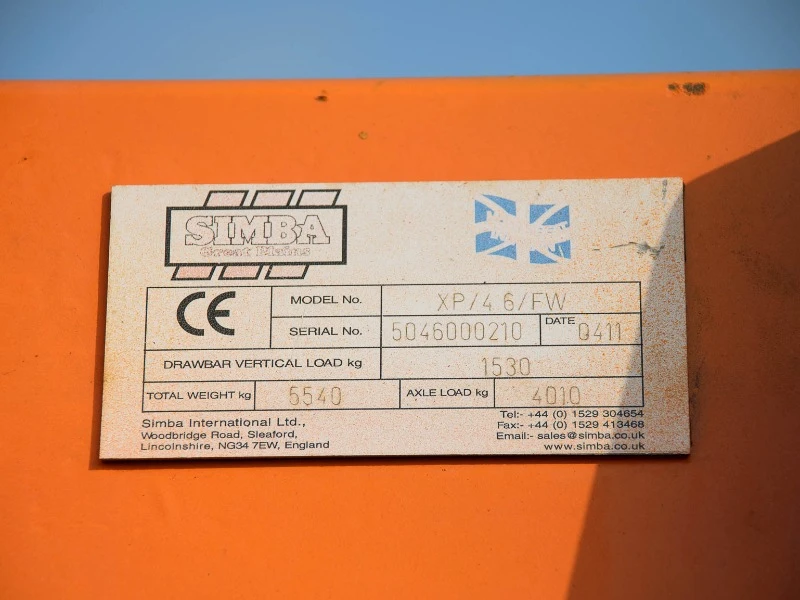 SIMBA
Great Plains
CE
MODEL No. XP/4.6/FW
SERIAL No. 5046000210 DATE 0411
DRAWBAR VERTICAL LOAD kg 1530
TOTAL WEIGHT kg 5540 AXLE LOAD kg 4010
Simba International Ltd.,
Woodbridge Road, Sleaford,
Lincolnshire, NG34 7EW, England
Tel:- +44 (0) 1529 304654
Fax:- +44 (0) 1529 413468
Email:- sales@simba.co.uk
www.simba.co.uk